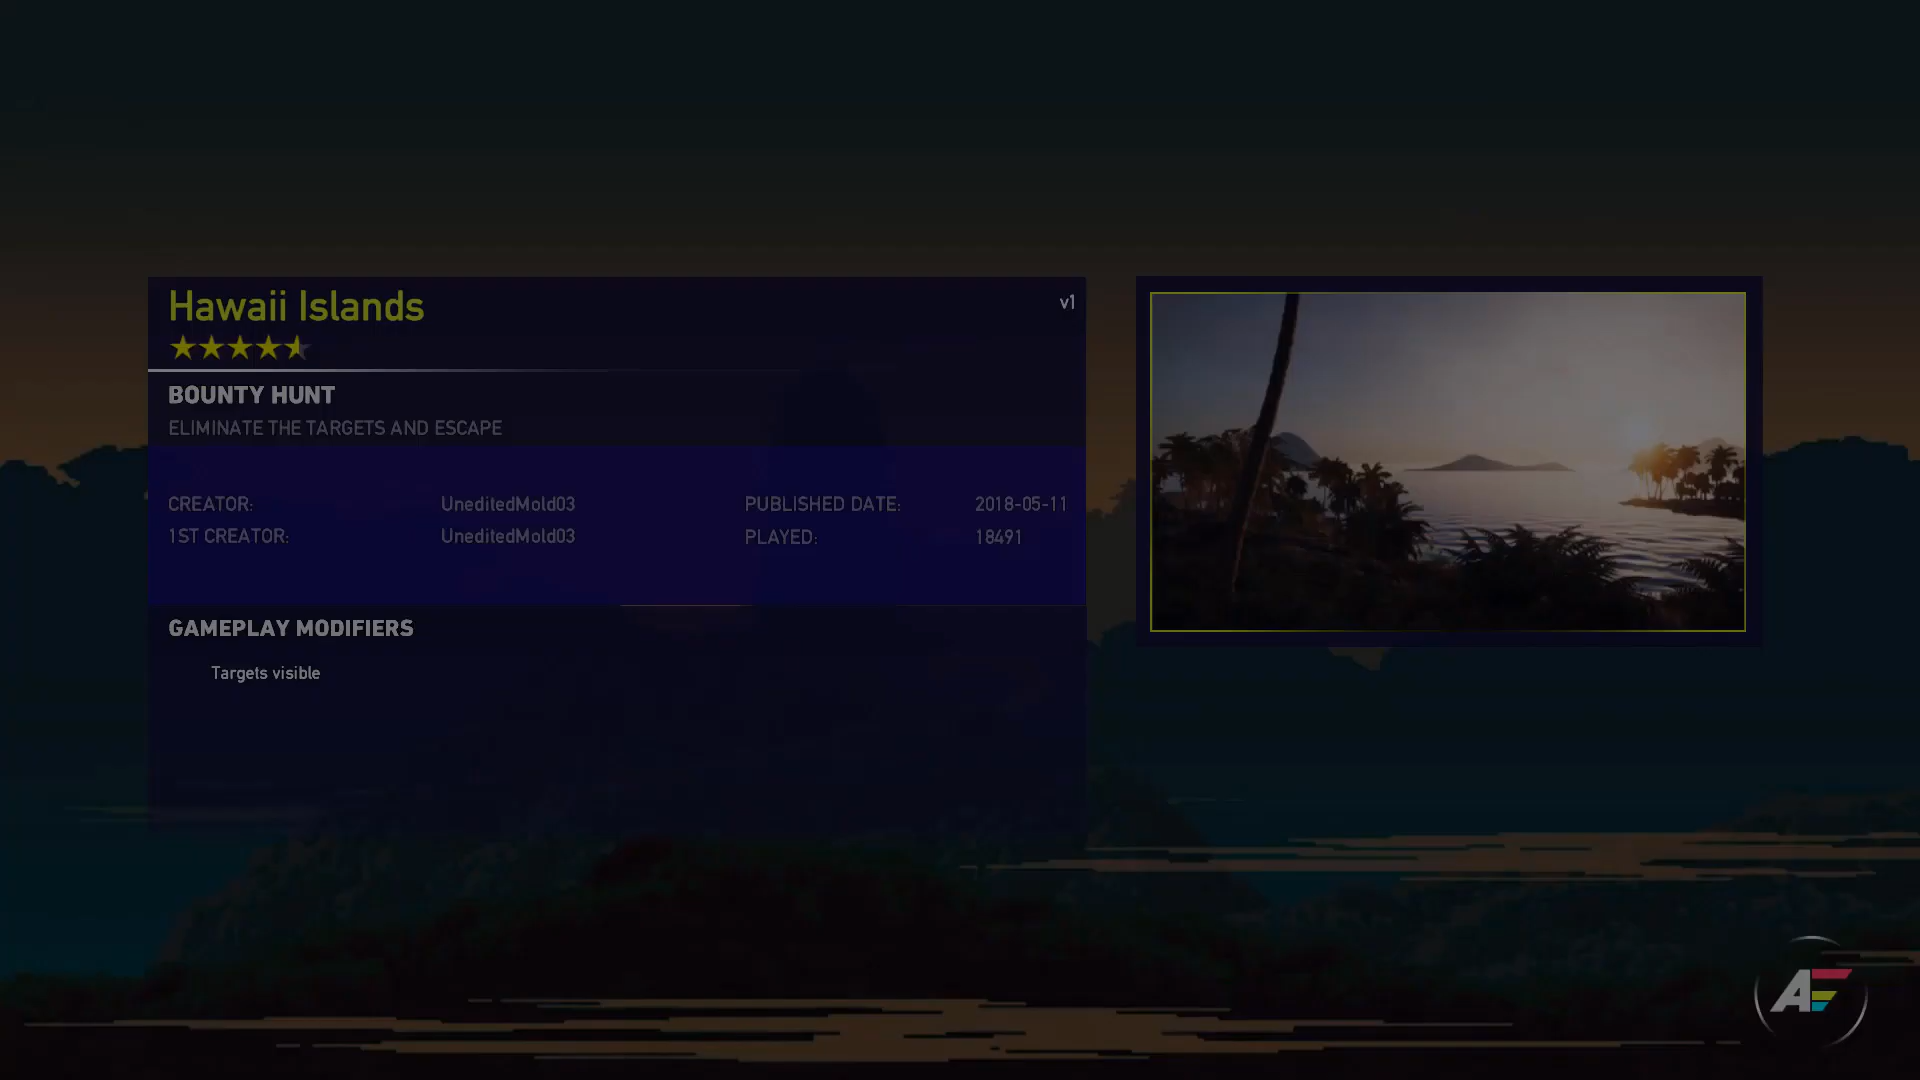 Hawaii Islands
v1
BOUNTY HUNT
ELIMINATE THE TARGETS AND ESCAPE
CREATOR: UneditedMold03 PUBLISHED DATE: 2018-05-11
1ST CREATOR: UneditedMold03 PLAYED: 18491
GAMEPLAY MODIFIERS
Targets visible
AE